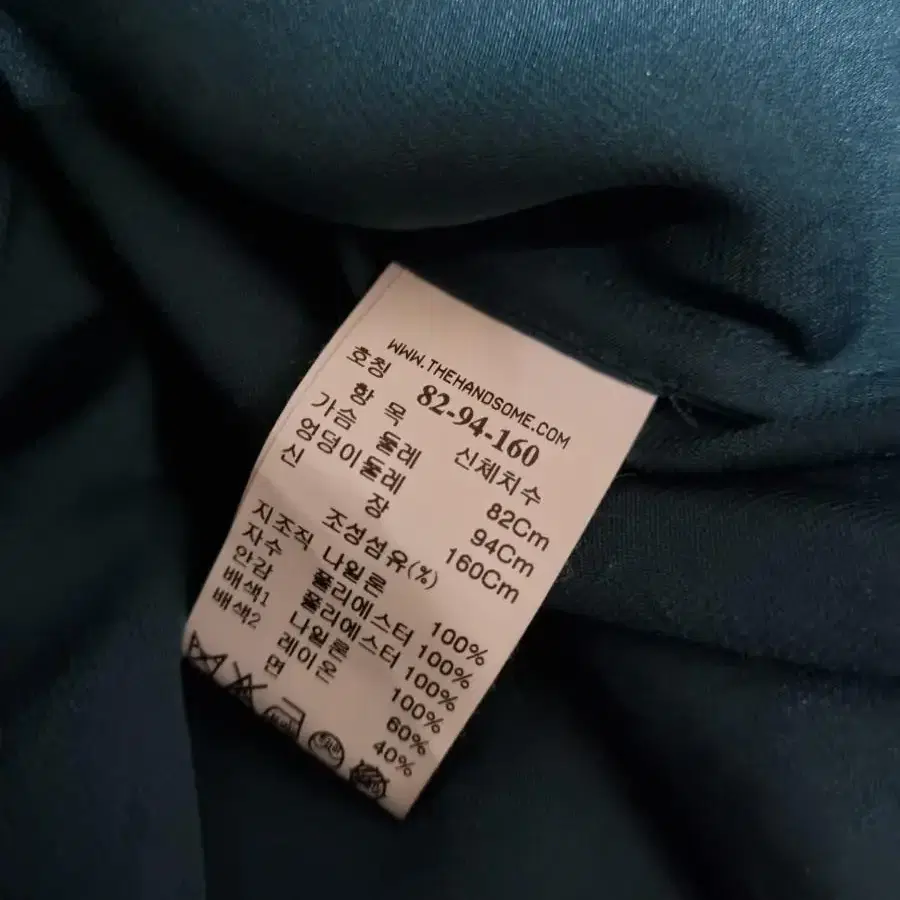 WWW.THEHANDSOME.COM
호칭 82-94-160
항 목 신체치수
가슴 둘레 82Cm
엉덩이둘레 94Cm
신 장 160Cm
조성섬유(%)
지조직 나일론 100%
자수 폴리에스터 100%
안감 폴리에스터 100%
배색1 나일론 100%
배색2 레이온 60%
면 40%